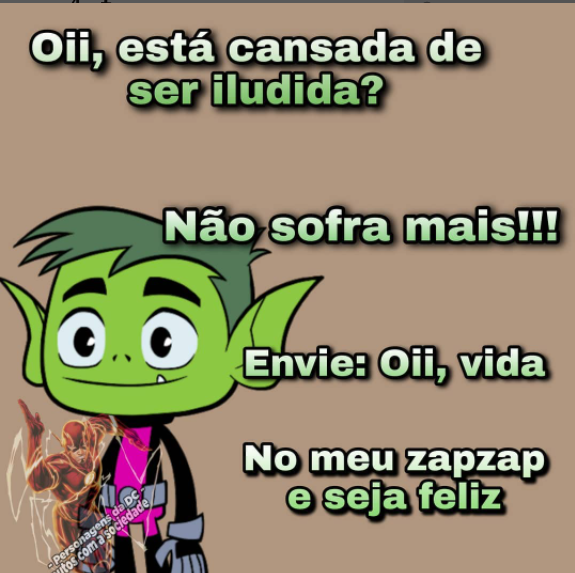 Oii, está cansada de
ser iludida?
Não sofra mais!!!
Envie: Oii, vida
No meu zapzap
e seja feliz
- Personagens da DC
utos com a sociedade